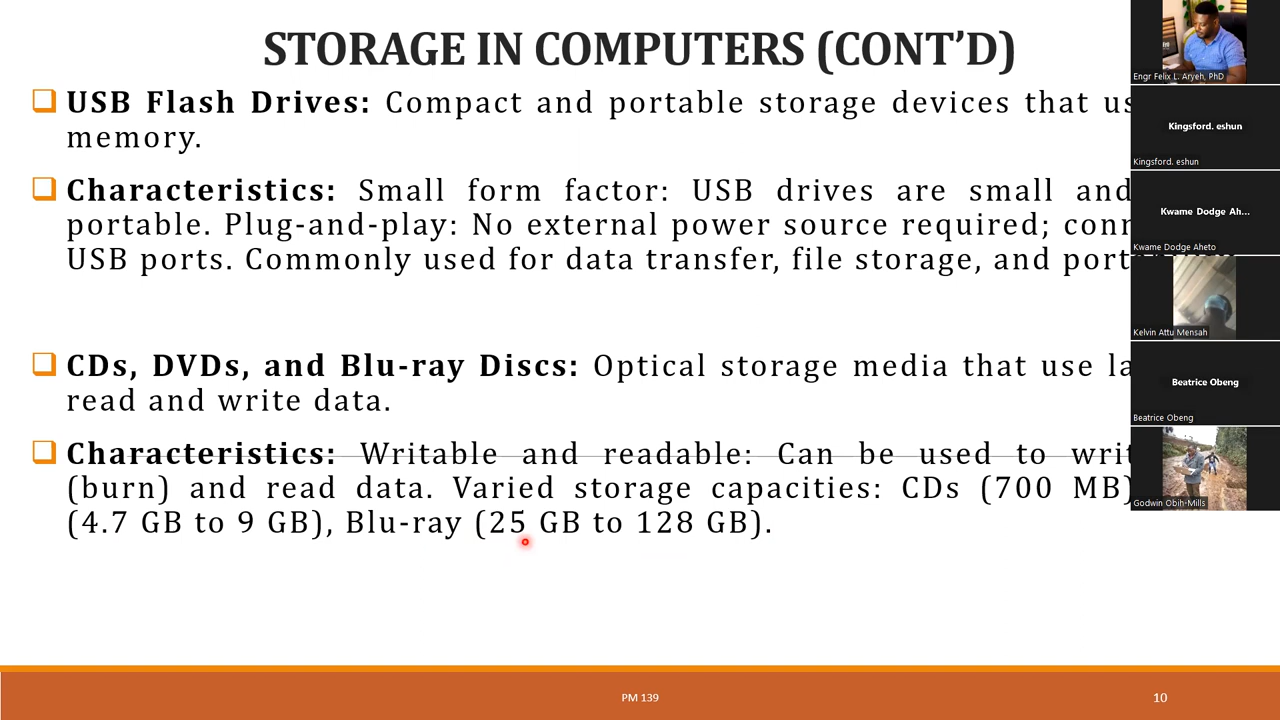 STORAGE IN COMPUTERS (CONT’D)
USB Flash Drives: Compact and portable storage devices that
memory.
Characteristics: Small form factor: USB drives are small and
portable. Plug-and-play: No external power source required;
USB ports. Commonly used for data transfer, file storage, and
CDs, DVDs, and Blu-ray Discs: Optical storage media that use
read and write data.
Characteristics: Writable and readable: Can be used to
(burn) and read data. Varied storage capacities: CDs (700 MB)
(4.7 GB to 9 GB), Blu-ray (25 GB to 128 GB).
PM 139
10
Engr Felix L. Aryeh, PhD
Kingsford. eshun
Kingsford. eshun
Kwame Dodge Ah...
Kwame Dodge Aheto
Kelvin Attu Mensah
Beatrice Obeng
Beatrice Obeng
Godwin Obih-Mills